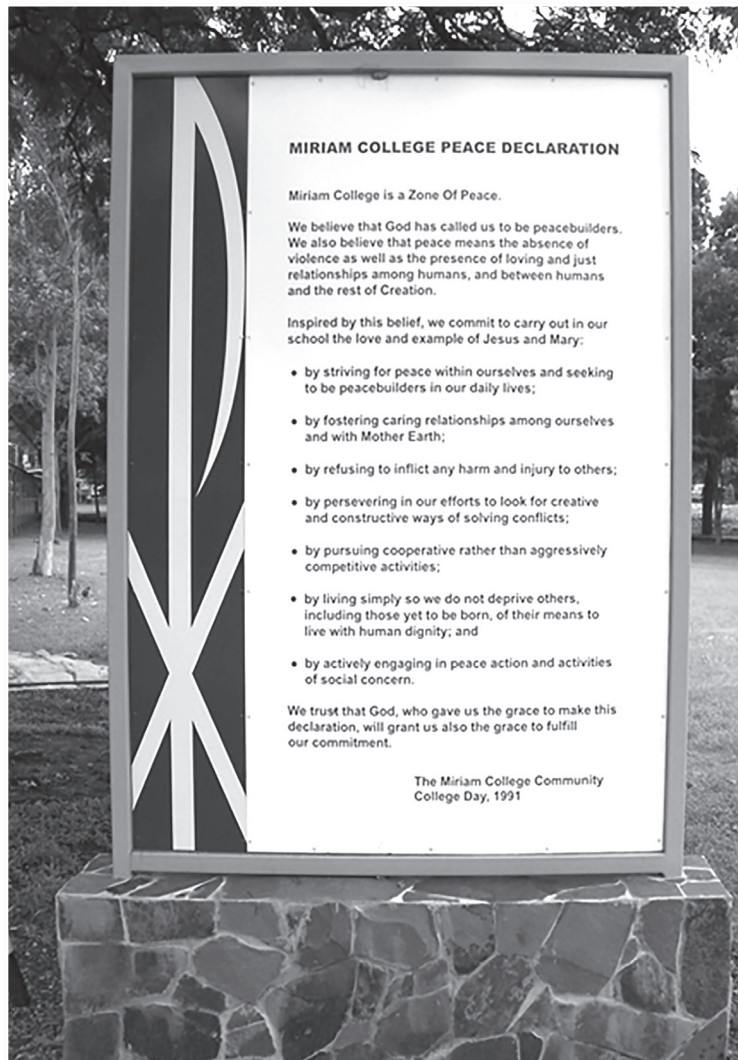 MIRIAM COLLEGE PEACE DECLARATION
Miriam College is a Zone Of Peace.
We believe that God has called us to be peacebuilders.
We also believe that peace means the absence of
violence as well as the presence of loving and just
relationships among humans, and between humans
and the rest of Creation.
Inspired by this belief, we commit to carry out in our
school the love and example of Jesus and Mary:
• by striving for peace within ourselves and seeking
to be peacebuilders in our daily lives;
• by fostering caring relationships among ourselves
and with Mother Earth;
• by refusing to inflict any harm and injury to others;
• by persevering in our efforts to look for creative
and constructive ways of solving conflicts;
• by pursuing cooperative rather than aggressively
competitive activities;
• by living simply so we do not deprive others,
including those yet to be born, of their means to
live with human dignity; and
• by actively engaging in peace action and activities
of social concern.
We trust that God, who gave us the grace to make this
declaration, will grant us also the grace to fulfill
our commitment.
The Miriam College Community
College Day, 1991